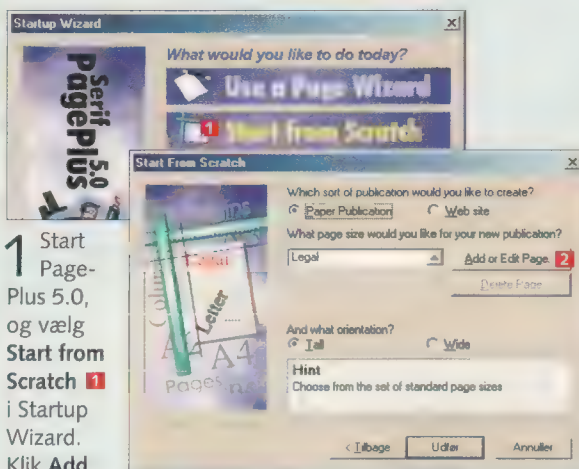 Startup Wizard
What would you like to do today?
Serif
PagePlus 5.0
Use a Page Wizard
1 Start from Scratch
Start From Scratch
Which sort of publication would you like to create?
Paper Publication Web site
What page size would you like for your new publication?
Legal Add or Edit Page. 2
Delete Page
And what orientation?
Tall Wide
Hint
Choose from the set of standard page sizes
< Tilbage Udfør Annuller
Letter
A4
Pages
1 Start
Page-
Plus 5.0,
og vælg
Start from
Scratch 1
i Startup
Wizard.
Klik Add